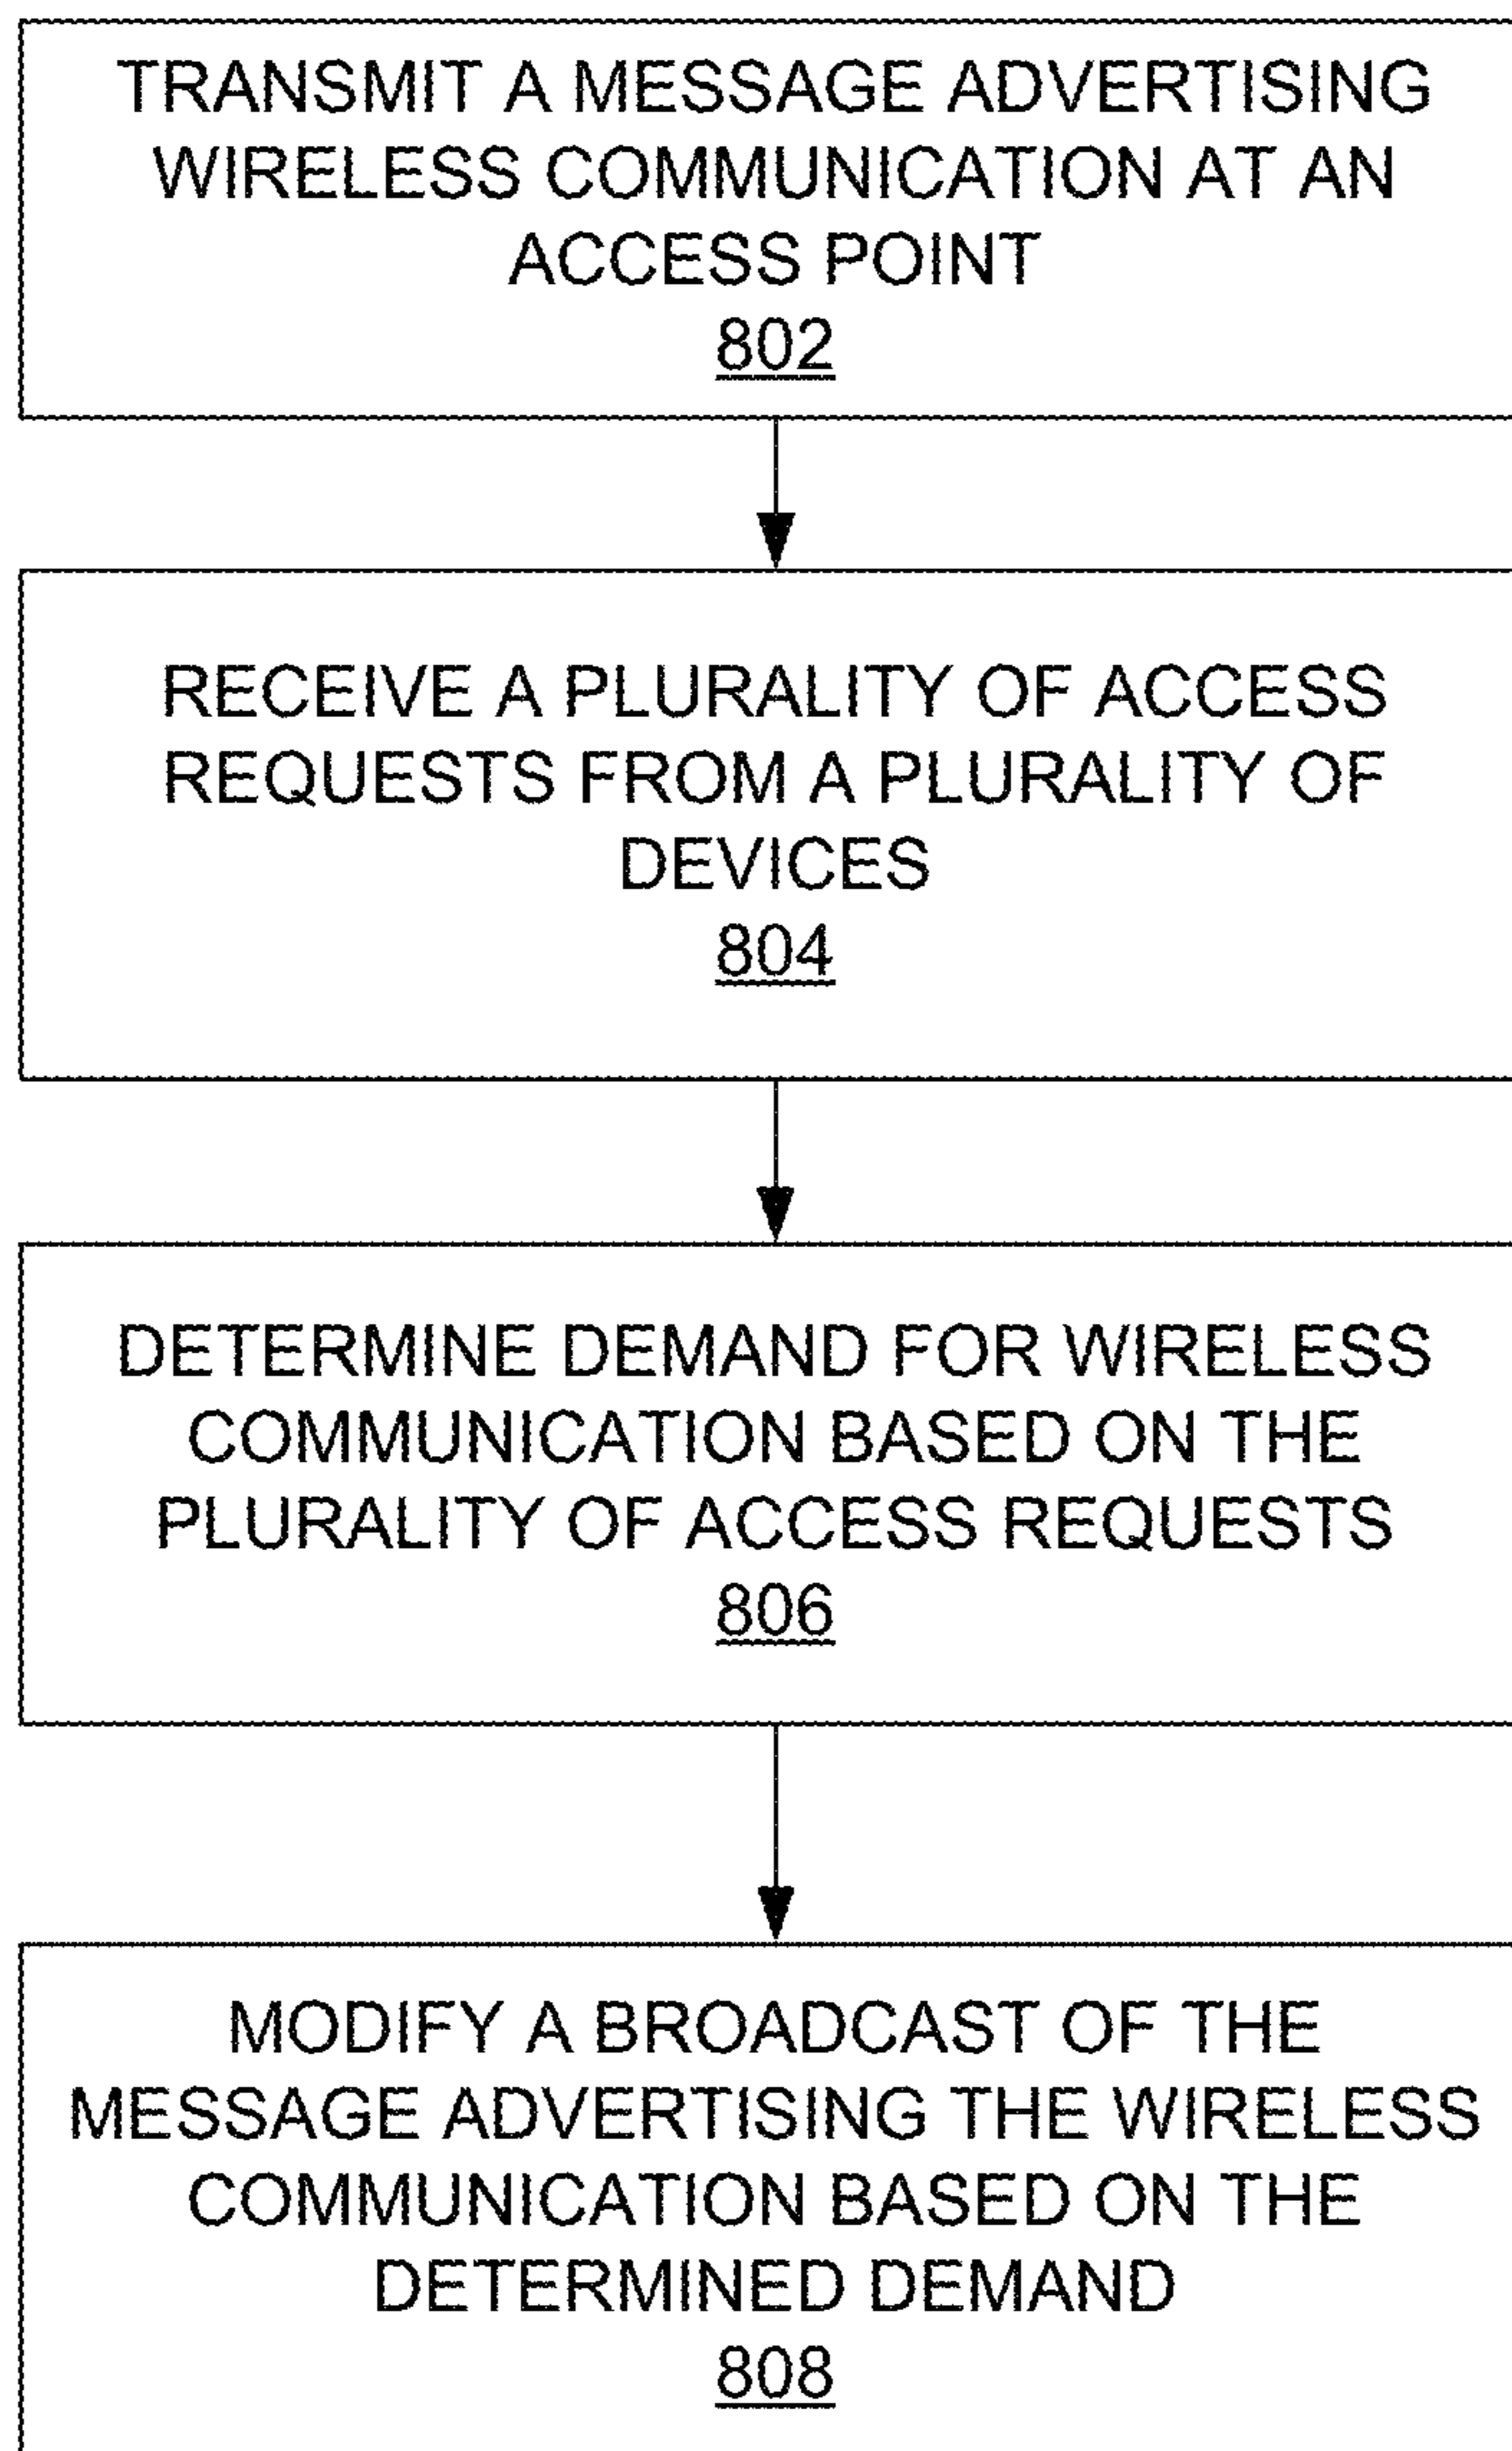 TRANSMIT A MESSAGE ADVERTISING
WIRELESS COMMUNICATION AT AN
ACCESS POINT
802
RECEIVE A PLURALITY OF ACCESS
REQUESTS FROM A PLURALITY OF
DEVICES
804
DETERMINE DEMAND FOR WIRELESS
COMMUNICATION BASED ON THE
PLURALITY OF ACCESS REQUESTS
806
MODIFY A BROADCAST OF THE
MESSAGE ADVERTISING THE WIRELESS
COMMUNICATION BASED ON THE
DETERMINED DEMAND
808